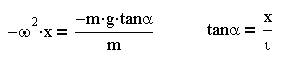 −ω²·x = −m·g·tanα / m    tanα = x / ι